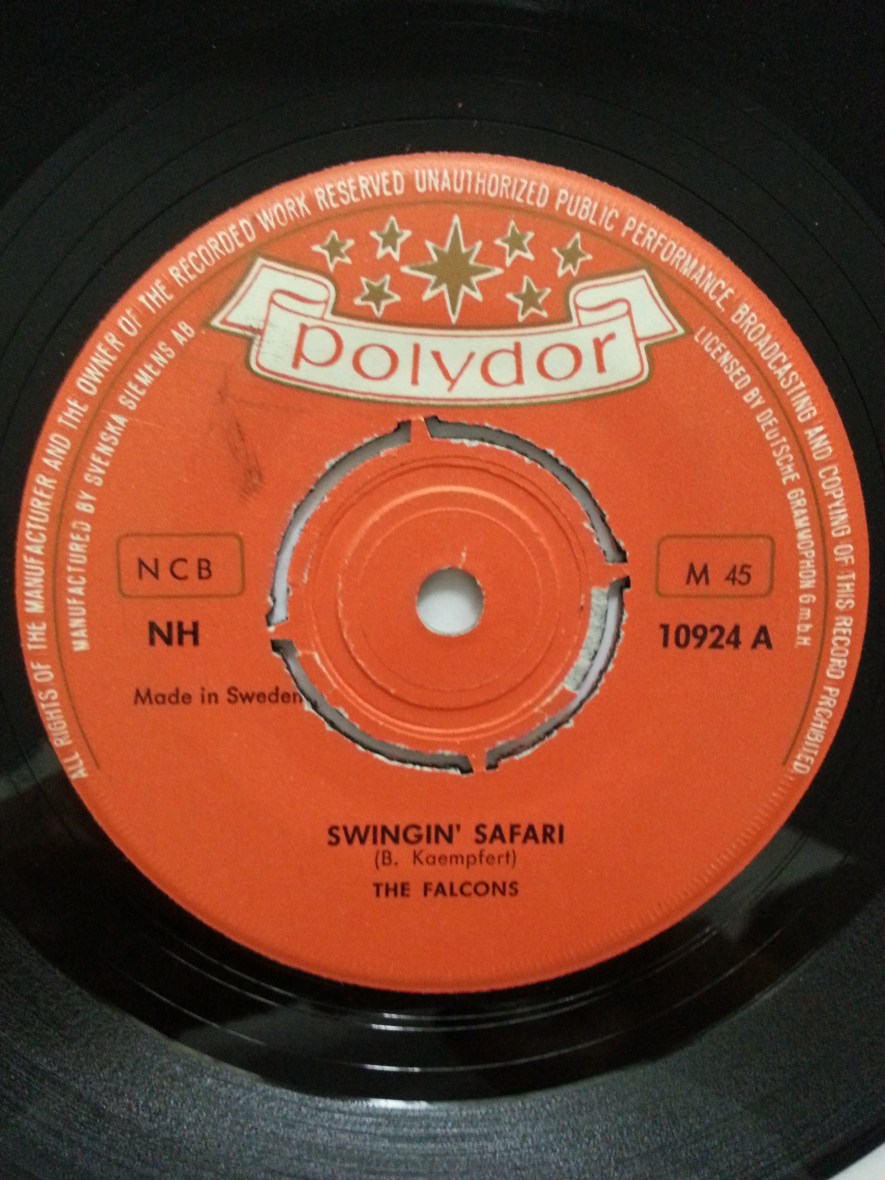 ALL RIGHTS OF THE MANUFACTURER AND THE OWNER OF THE RECORDED WORK RESERVED UNAUTHORIZED PUBLIC PERFORMANCE, BROADCASTING AND COPYING OF THIS RECORD PROHIBITED
MANUFACTURED BY SVENSKA SIEMENS AB
LICENSED BY DEUTSCHE GRAMMOPHON G.m.b.H.
polydor
NCB
M 45
NH
10924 A
Made in Sweden
SWINGIN' SAFARI
(B. Kaempfert)
THE FALCONS